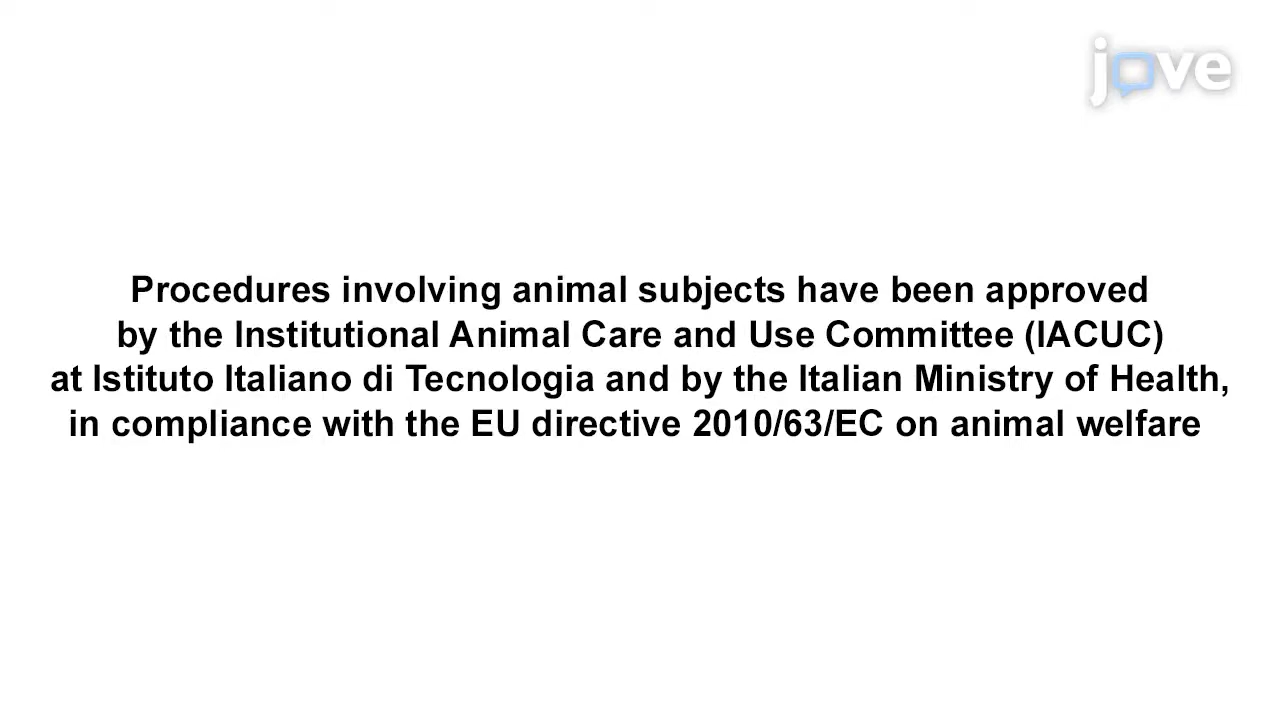 jove
Procedures involving animal subjects have been approved
by the Institutional Animal Care and Use Committee (IACUC)
at Istituto Italiano di Tecnologia and by the Italian Ministry of Health,
in compliance with the EU directive 2010/63/EC on animal welfare